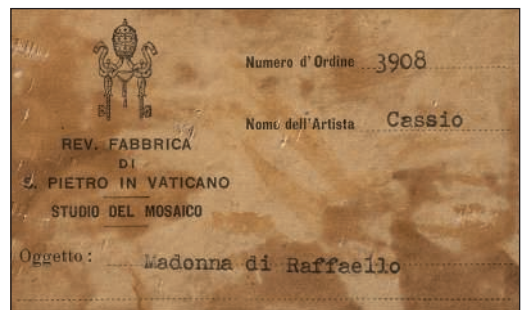 Numero d'Ordine 3908
Nome dell'Artista Cassio
REV. FABBRICA
DI
S. PIETRO IN VATICANO
STUDIO DEL MOSAICO
Oggetto: Madonna di Raffaello